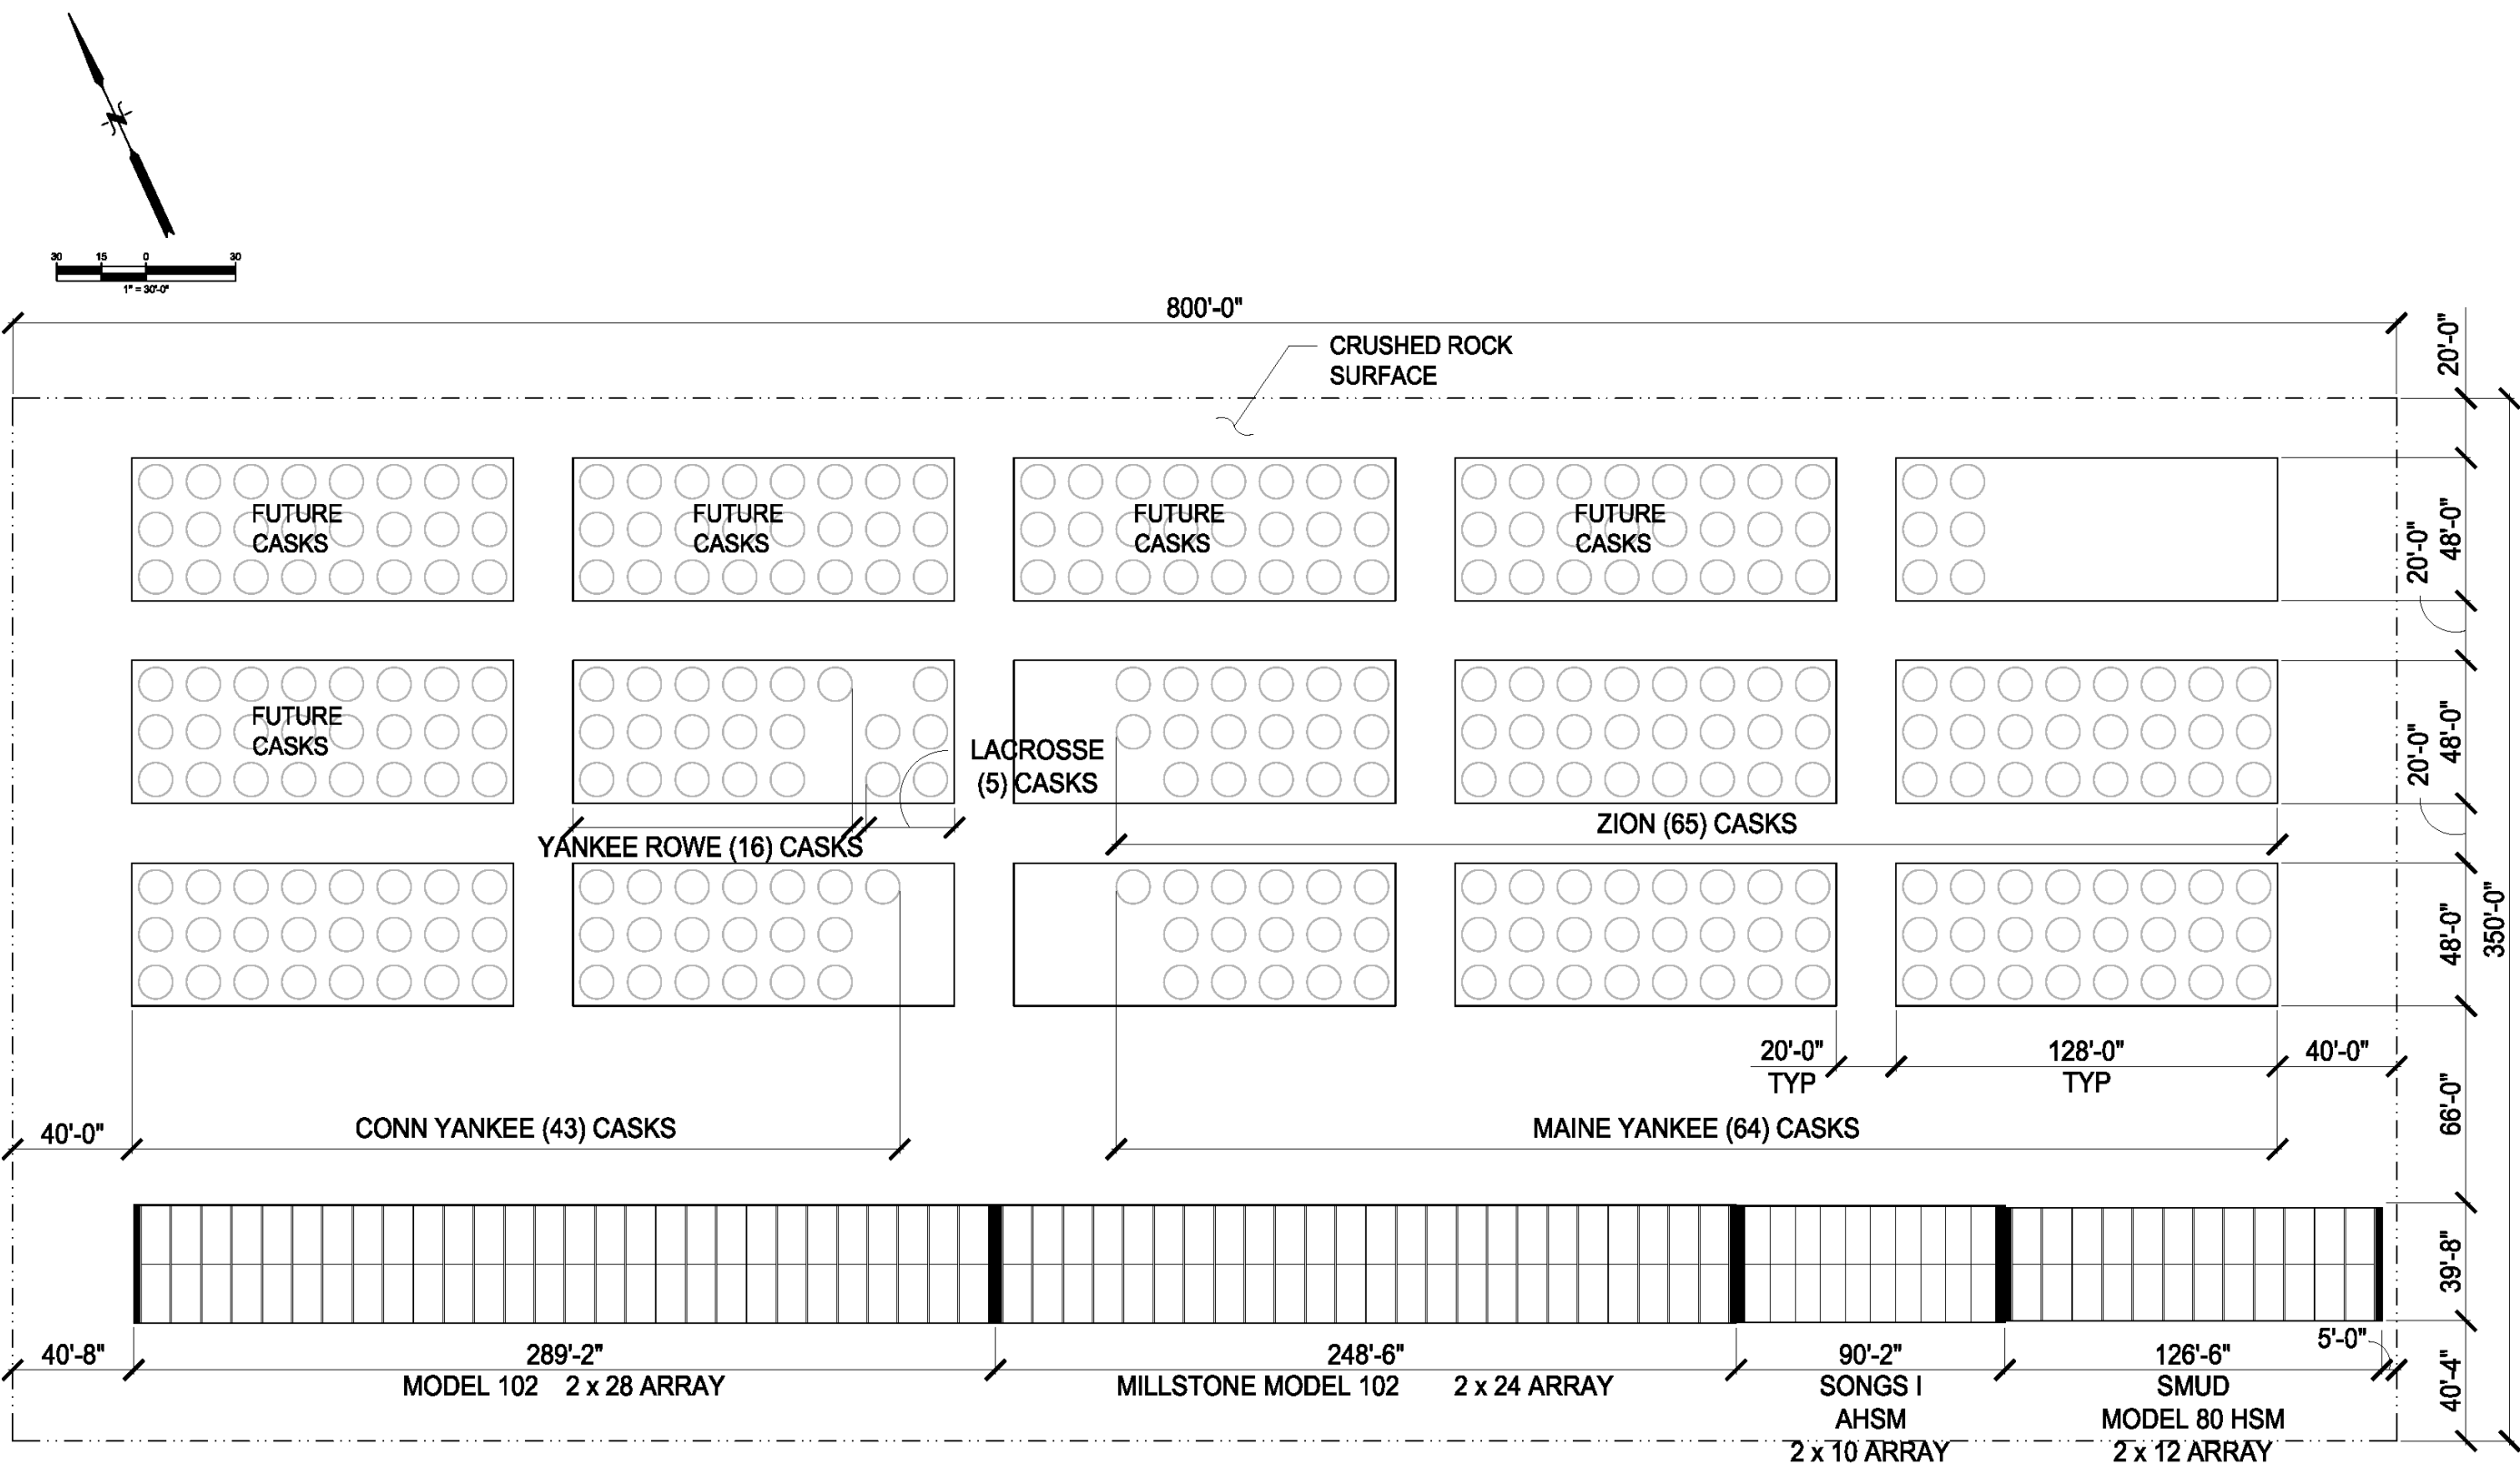 30 15 0 30
1" = 30'-0"
800'-0"
20'-0"
CRUSHED ROCK
SURFACE
FUTURE
CASKS
FUTURE
CASKS
FUTURE
CASKS
FUTURE
CASKS
48'-0"
20'-0"
FUTURE
CASKS
LACROSSE
(5) CASKS
48'-0"
20'-0"
YANKEE ROWE (16) CASKS
ZION (65) CASKS
48'-0"
350'-0"
20'-0"
TYP
128'-0"
TYP
40'-0"
66'-0"
40'-0"
CONN YANKEE (43) CASKS
MAINE YANKEE (64) CASKS
39'-8"
40'-8"
289'-2"
MODEL 102 2 x 28 ARRAY
248'-6"
MILLSTONE MODEL 102 2 x 24 ARRAY
90'-2"
SONGS I
AHSM
2 x 10 ARRAY
126'-6"
SMUD
MODEL 80 HSM
2 x 12 ARRAY
5'-0"
40'-4"